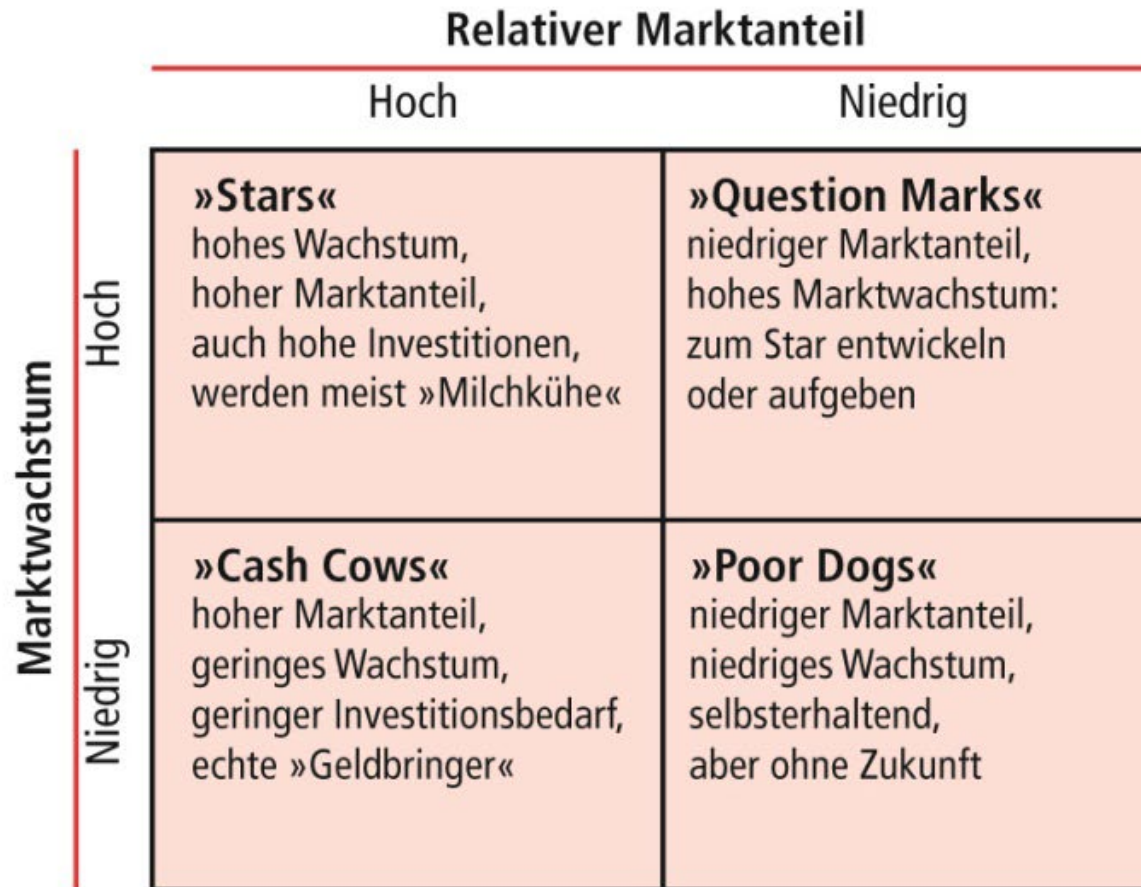 Relativer Marktanteil
Hoch
Niedrig
Marktwachstum
Hoch
»Stars«
hohes Wachstum,
hoher Marktanteil,
auch hohe Investitionen,
werden meist »Milchkühe«
»Question Marks«
niedriger Marktanteil,
hohes Marktwachstum:
zum Star entwickeln
oder aufgeben
Niedrig
»Cash Cows«
hoher Marktanteil,
geringes Wachstum,
geringer Investitionsbedarf,
echte »Geldbringer«
»Poor Dogs«
niedriger Marktanteil,
niedriges Wachstum,
selbsterhaltend,
aber ohne Zukunft